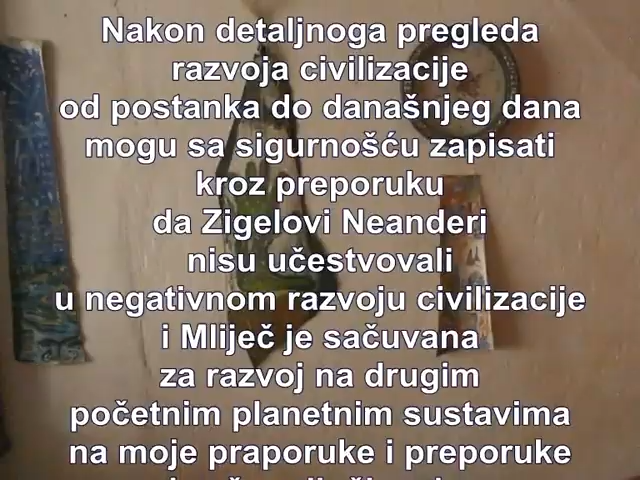 Nakon detaljnoga pregleda
razvoja civilizacije
od postanka do današnjeg dana
mogu sa sigurnošću zapisati
kroz preporuku
da Zigelovi Neanderi
nisu učestvovali
u negativnom razvoju civilizacije
i Mliječ je sačuvana
za razvoj na drugim
početnim planetnim sustavima
na moje praporuke i preporuke